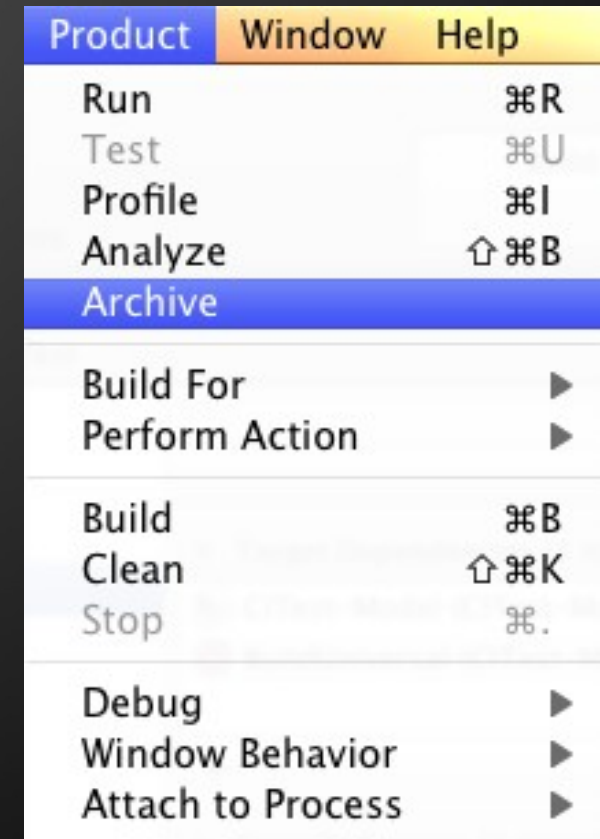 Product Window Help
Run ⌘R
Test ⌘U
Profile ⌘I
Analyze ⇧⌘B
Archive
Build For ▶
Perform Action ▶
Build ⌘B
Clean ⇧⌘K
Stop ⌘.
Debug ▶
Window Behavior ▶
Attach to Process ▶